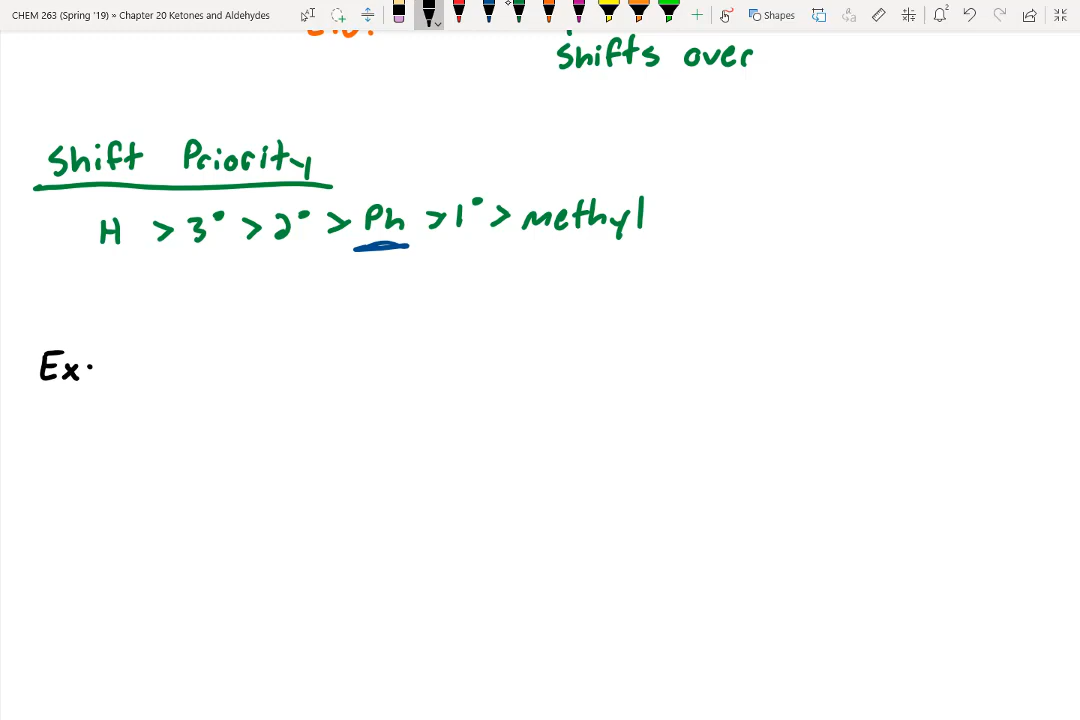 CHEM 263 (Spring '19) » Chapter 20 Ketones and Aldehydes
Shapes
2
shifts over
Shift Priority
H > 3° > 2° > Ph > 1° > methyl
Ex.